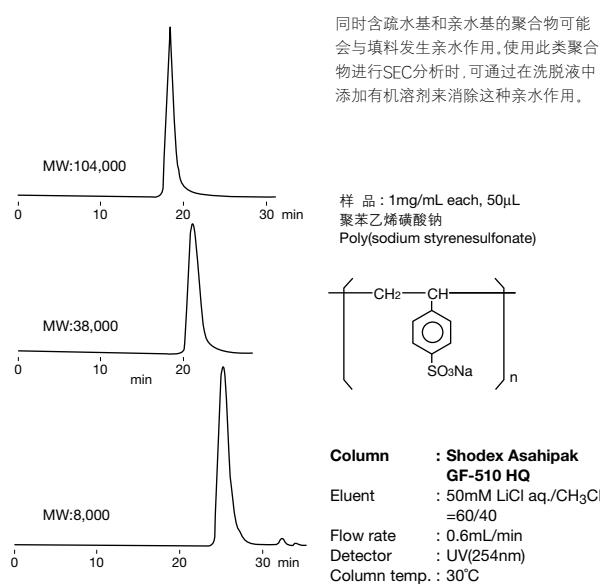 同时含疏水基和亲水基的聚合物可能
会与填料发生亲水作用。使用此类聚合
物进行SEC分析时,可通过在洗脱液中
添加有机溶剂来消除这种亲水作用。
MW:104,000
0 10 20 30 min
样 品 : 1mg/mL each, 50μL
聚苯乙烯磺酸钠
Poly(sodium styrenesulfonate)
MW:38,000
0 10 min 20
CH2 CH
SO3Na
n
Column : Shodex Asahipak
GF-510 HQ
Eluent : 50mM LiCl aq./CH3C
=60/40
Flow rate : 0.6mL/min
Detector : UV(254nm)
Column temp. : 30℃
MW:8,000
0 10 20 30 min